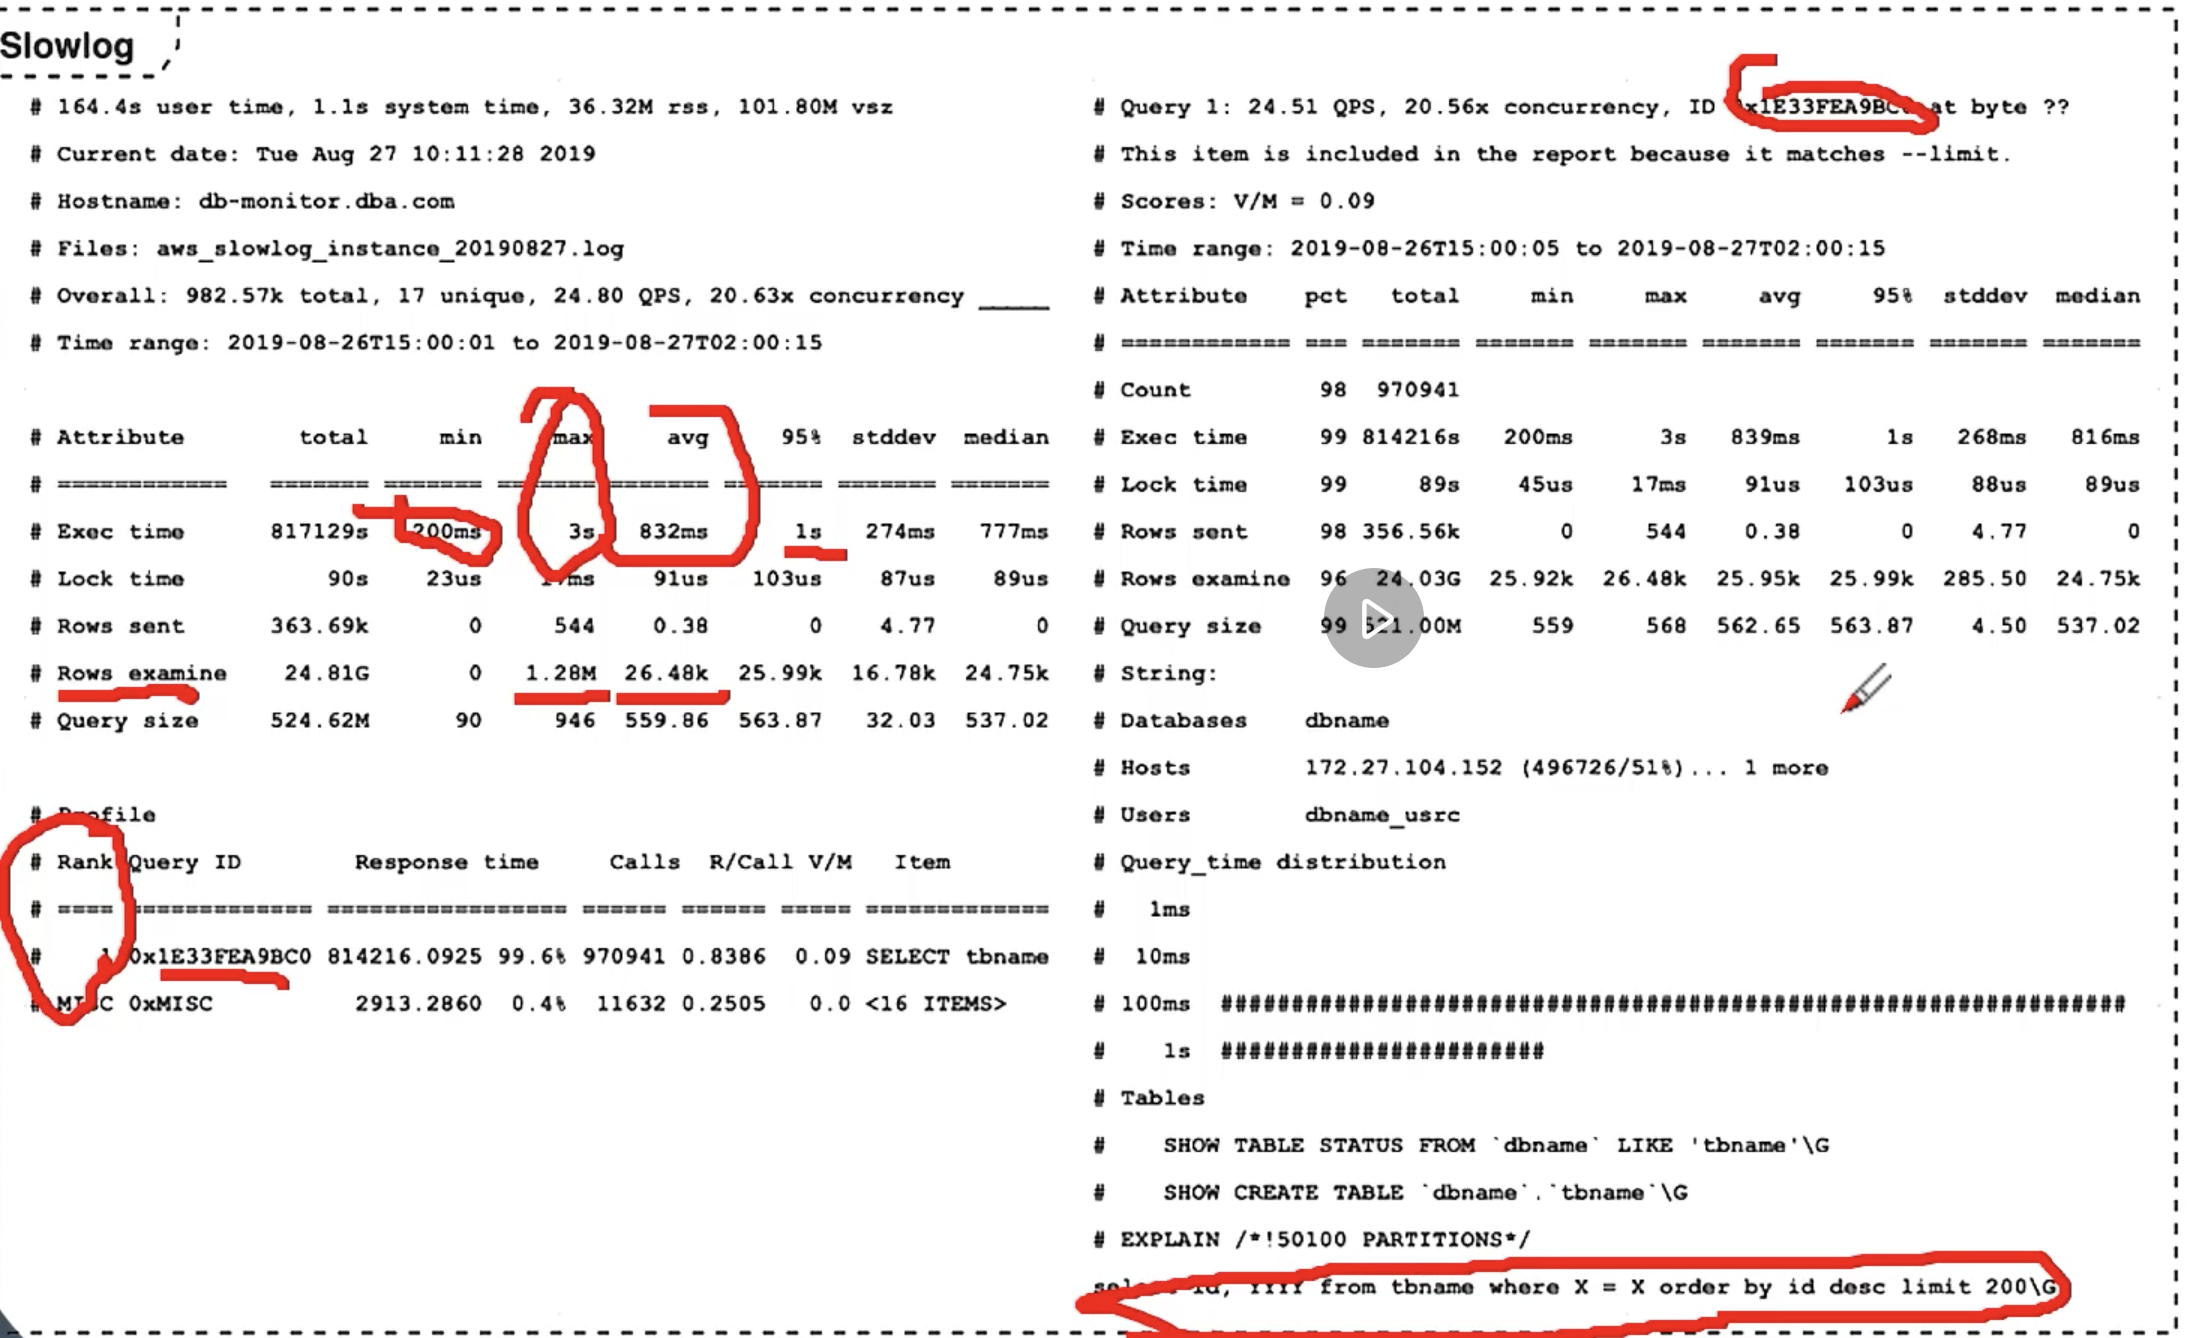 Slowlog
# 164.4s user time, 1.1s system time, 36.32M rss, 101.80M vsz
# Current date: Tue Aug 27 10:11:28 2019
# Hostname: db-monitor.dba.com
# Files: aws_slowlog_instance_20190827.log
# Overall: 982.57k total, 17 unique, 24.80 QPS, 20.63x concurrency _____
# Time range: 2019-08-26T15:00:01 to 2019-08-27T02:00:15
# Attribute total min max avg 95% stddev median
# ============ ======= ======= ======= ======= ======= ======= =======
# Exec time 817129s 200ms 3s 832ms 1s 274ms 777ms
# Lock time 90s 23us 17ms 91us 103us 87us 89us
# Rows sent 363.69k 0 544 0.38 0 4.77 0
# Rows examine 24.81G 0 1.28M 26.48k 25.99k 16.78k 24.75k
# Query size 524.62M 90 946 559.86 563.87 32.03 537.02
# Profile
# Rank Query ID Response time Calls R/Call V/M Item
# ==== ============= ================= ====== ====== ===== =============
# 1 0x1E33FEA9BC0 814216.0925 99.6% 970941 0.8386 0.09 SELECT tbname
# MISC 0xMISC 2913.2860 0.4% 11632 0.2505 0.0 <16 ITEMS>
# Query 1: 24.51 QPS, 20.56x concurrency, ID 0x1E33FEA9BC0 at byte ??
# This item is included in the report because it matches --limit.
# Scores: V/M = 0.09
# Time range: 2019-08-26T15:00:05 to 2019-08-27T02:00:15
# Attribute pct total min max avg 95% stddev median
# ============ === ======= ======= ======= ======= ======= ======= =======
# Count 98 970941
# Exec time 99 814216s 200ms 3s 839ms 1s 268ms 816ms
# Lock time 99 89s 45us 17ms 91us 103us 88us 89us
# Rows sent 98 356.56k 0 544 0.38 0 4.77 0
# Rows examine 96 24.03G 25.92k 26.48k 25.95k 25.99k 285.50 24.75k
# Query size 99 521.00M 559 568 562.65 563.87 4.50 537.02
# String:
# Databases dbname
# Hosts 172.27.104.152 (496726/51%)... 1 more
# Users dbname_usrc
# Query_time distribution
# 1ms
# 10ms
# 100ms ################################################################
# 1s #######################
# Tables
# SHOW TABLE STATUS FROM `dbname` LIKE 'tbname'\G
# SHOW CREATE TABLE `dbname`.`tbname`\G
# EXPLAIN /*!50100 PARTITIONS*/
select id, YYYY from tbname where X = X order by id desc limit 200\G